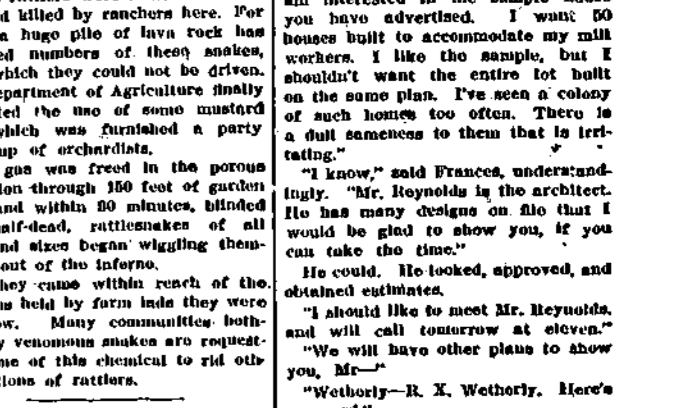 d killed by ranchers here. For
a huge pile of lava rock has
ed numbers of these snakes,
which they could not be driven.
epartment of Agriculture finally
ted the use of some mustard
which was furnished a party
up of orchardists.
gas was freed in the porous
ion through 150 feet of garden
and within 20 minutes, blinded
alf-dead, rattlesnakes of all
nd sizes began wiggling them-
out of the inferno.
hey came within reach of the
s held by farm lads they were
w. Many communities both-
y venomous snakes are request-
me of this chemical to rid oth
tions of rattlers.
you have advertised. I want 50
houses built to accommodate my mill
workers. I like the sample, but I
shouldn't want the entire lot built
on the same plan. I've seen a colony
of such homes too often. There is
a dull sameness to them that is irri-
tating."
"I know," said Frances, understand-
ingly. "Mr. Reynolds is the architect.
He has many designs on file that I
would be glad to show you, if you
can take the time."
He could. He looked, approved, and
obtained estimates.
"I should like to meet Mr. Reynolds,
and will call tomorrow at eleven."
"We will have other plans to show
you, Mr—"
"Wetherly—R. X. Wetherly. Here's